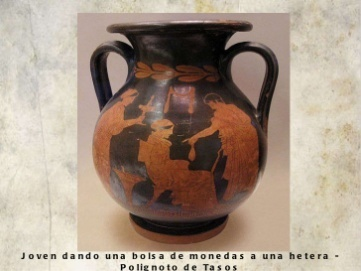 Joven dando una bolsa de monedas a una hetera -
Polignoto de Tasos